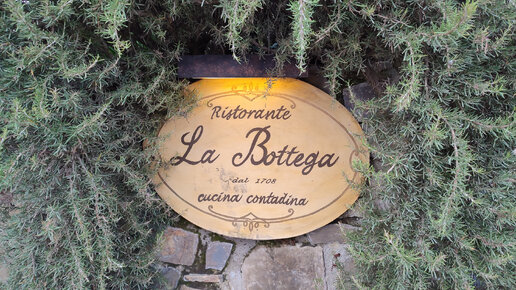 Ristorante
La Bottega
dal 1708
cucina contadina